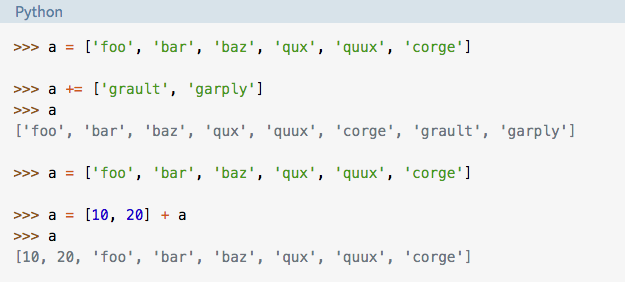 Python
>>> a = ['foo', 'bar', 'baz', 'qux', 'quux', 'corge']
>>> a += ['grault', 'garply']
>>> a
['foo', 'bar', 'baz', 'qux', 'quux', 'corge', 'grault', 'garply']
>>> a = ['foo', 'bar', 'baz', 'qux', 'quux', 'corge']
>>> a = [10, 20] + a
>>> a
[10, 20, 'foo', 'bar', 'baz', 'qux', 'quux', 'corge']